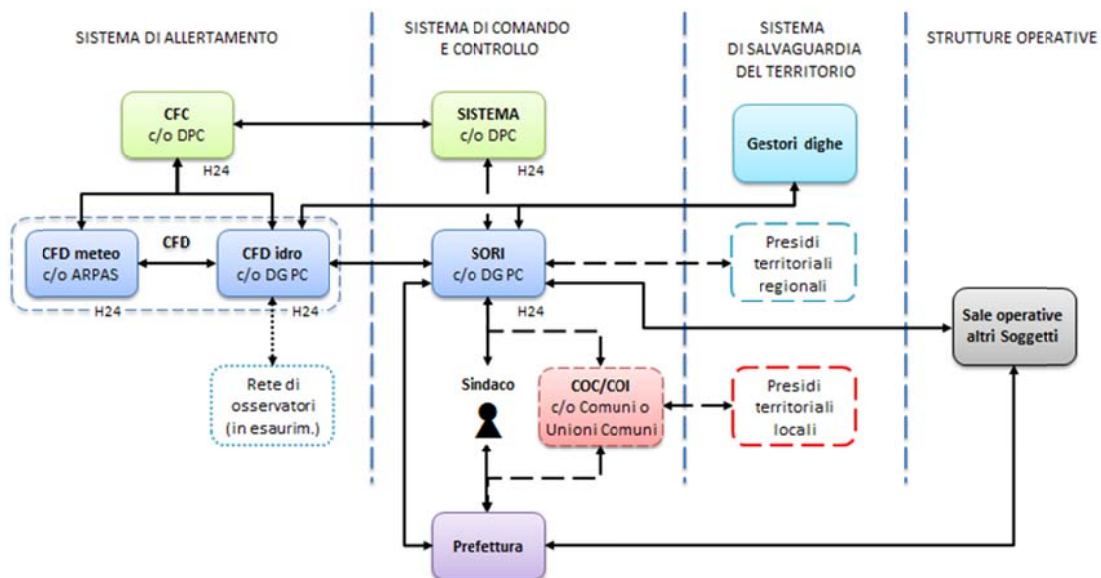 SISTEMA DI ALLERTAMENTO
SISTEMA DI COMANDO
E CONTROLLO
SISTEMA
DI SALVAGUARDIA
DEL TERRITORIO
STRUTTURE OPERATIVE
CFC
c/o DPC
H24
SISTEMA
c/o DPC
H24
Gestori dighe
CFD meteo
c/o ARPAS
H24
CFD
CFD idro
c/o DG PC
H24
SORI
c/o DG PC
H24
Presidi
territoriali
regionali
Sale operative
altri Soggetti
Rete di
osservatori
(in esaurim.)
Sindaco
COC/COI
c/o Comuni o
Unioni Comuni
Presidi
territoriali
locali
Prefettura